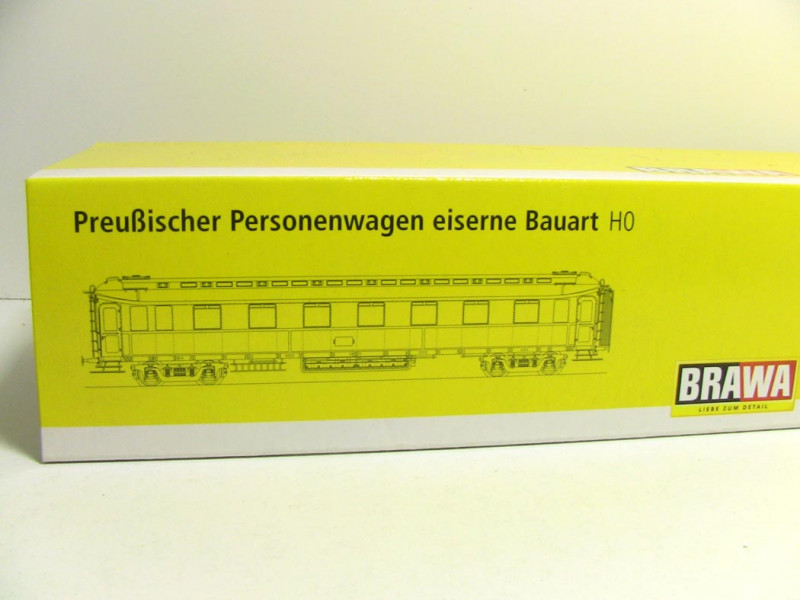 Preußischer Personenwagen eiserne Bauart H0
BRAWA
LIEBE ZUM DETAIL